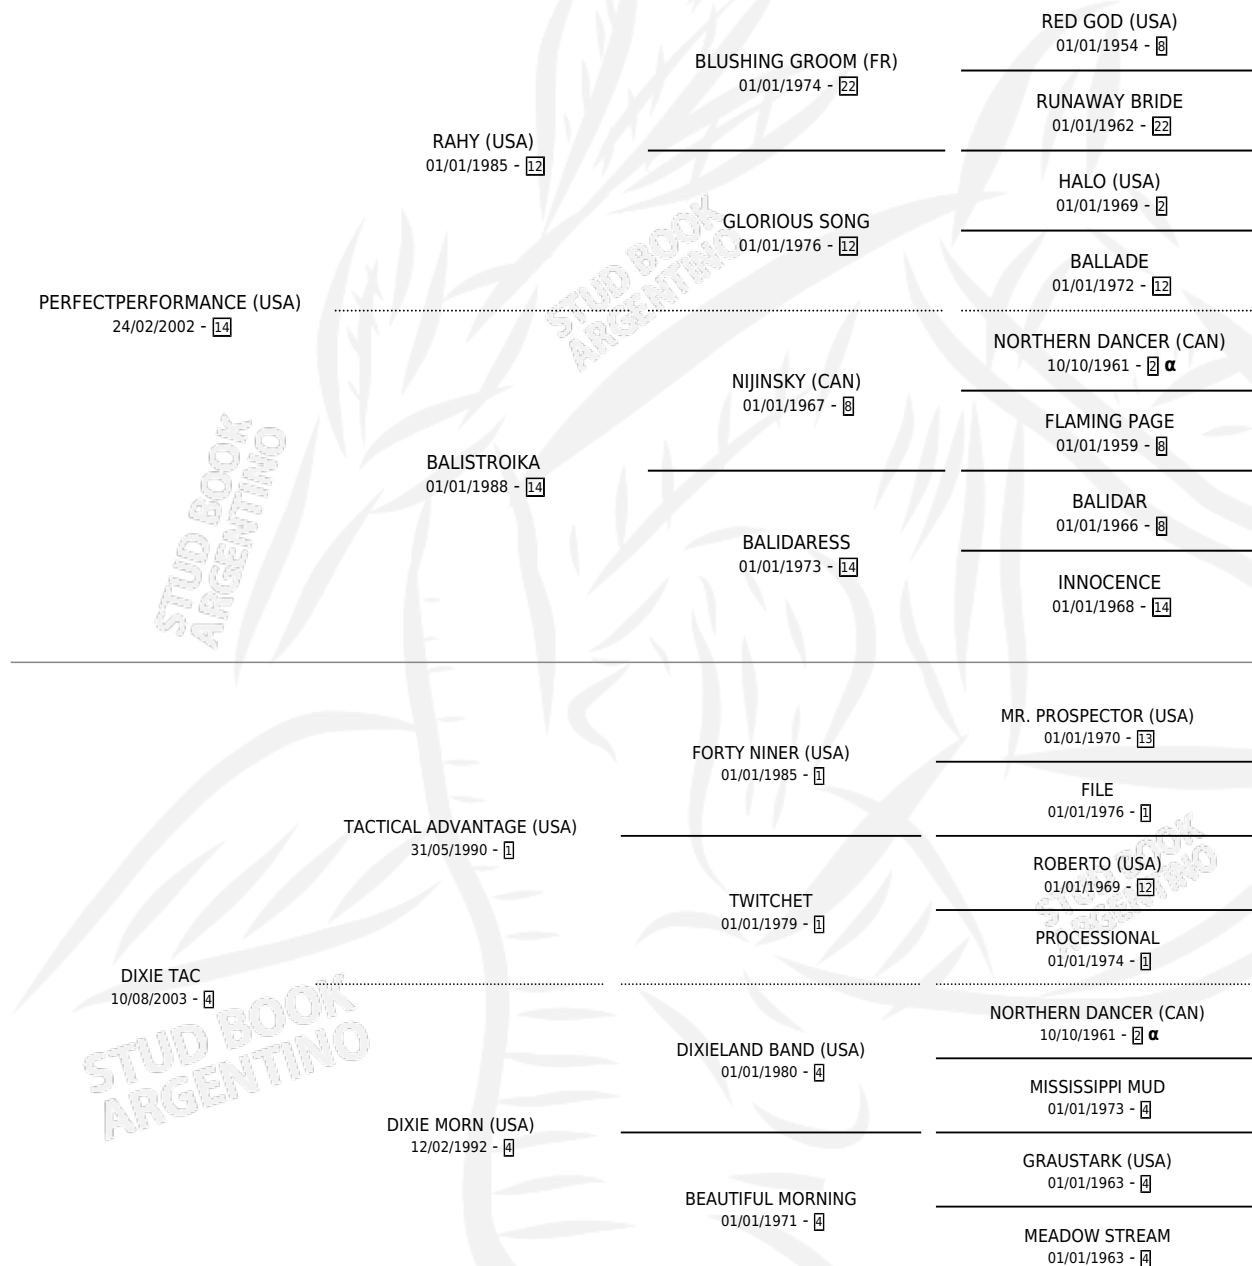 RED GOD (USA)
01/01/1954 - 8
BLUSHING GROOM (FR)
01/01/1974 - 22
RUNAWAY BRIDE
01/01/1962 - 22
RAHY (USA)
01/01/1985 - 12
HALO (USA)
01/01/1969 - 2
GLORIOUS SONG
01/01/1976 - 12
BALLADE
01/01/1972 - 12
PERFECTPERFORMANCE (USA)
24/02/2002 - 14
NORTHERN DANCER (CAN)
10/10/1961 - 2 α
NIJINSKY (CAN)
01/01/1967 - 8
FLAMING PAGE
01/01/1959 - 8
BALISTROIKA
01/01/1988 - 14
BALIDAR
01/01/1966 - 8
BALIDARESS
01/01/1973 - 14
INNOCENCE
01/01/1968 - 14
MR. PROSPECTOR (USA)
01/01/1970 - 13
FORTY NINER (USA)
01/01/1985 - 1
FILE
01/01/1976 - 1
TACTICAL ADVANTAGE (USA)
31/05/1990 - 1
ROBERTO (USA)
01/01/1969 - 12
TWITCHET
01/01/1979 - 1
PROCESSIONAL
01/01/1974 - 1
DIXIE TAC
10/08/2003 - 4
NORTHERN DANCER (CAN)
10/10/1961 - 2 α
DIXIELAND BAND (USA)
01/01/1980 - 4
MISSISSIPPI MUD
01/01/1973 - 4
DIXIE MORN (USA)
12/02/1992 - 4
GRAUSTARK (USA)
01/01/1963 - 4
BEAUTIFUL MORNING
01/01/1971 - 4
MEADOW STREAM
01/01/1963 - 4
STUD BOOK
ARGENTINO
STUD BOOK
ARGENTINO
STUD BOOK
ARGENTINO
STUD BOOK
ARGENTINO